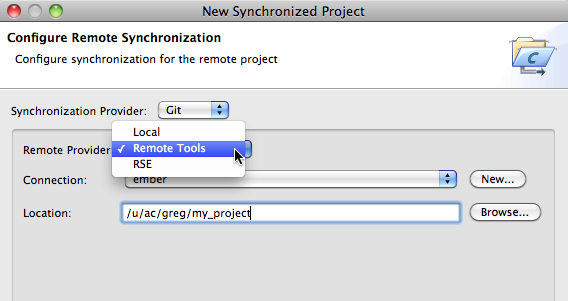 New Synchronized Project
Configure Remote Synchronization
Configure synchronization for the remote project
Synchronization Provider: Git
Local
Remote Provider ✓ Remote Tools
RSE
Connection: ember New...
Location: /u/ac/greg/my_project Browse...